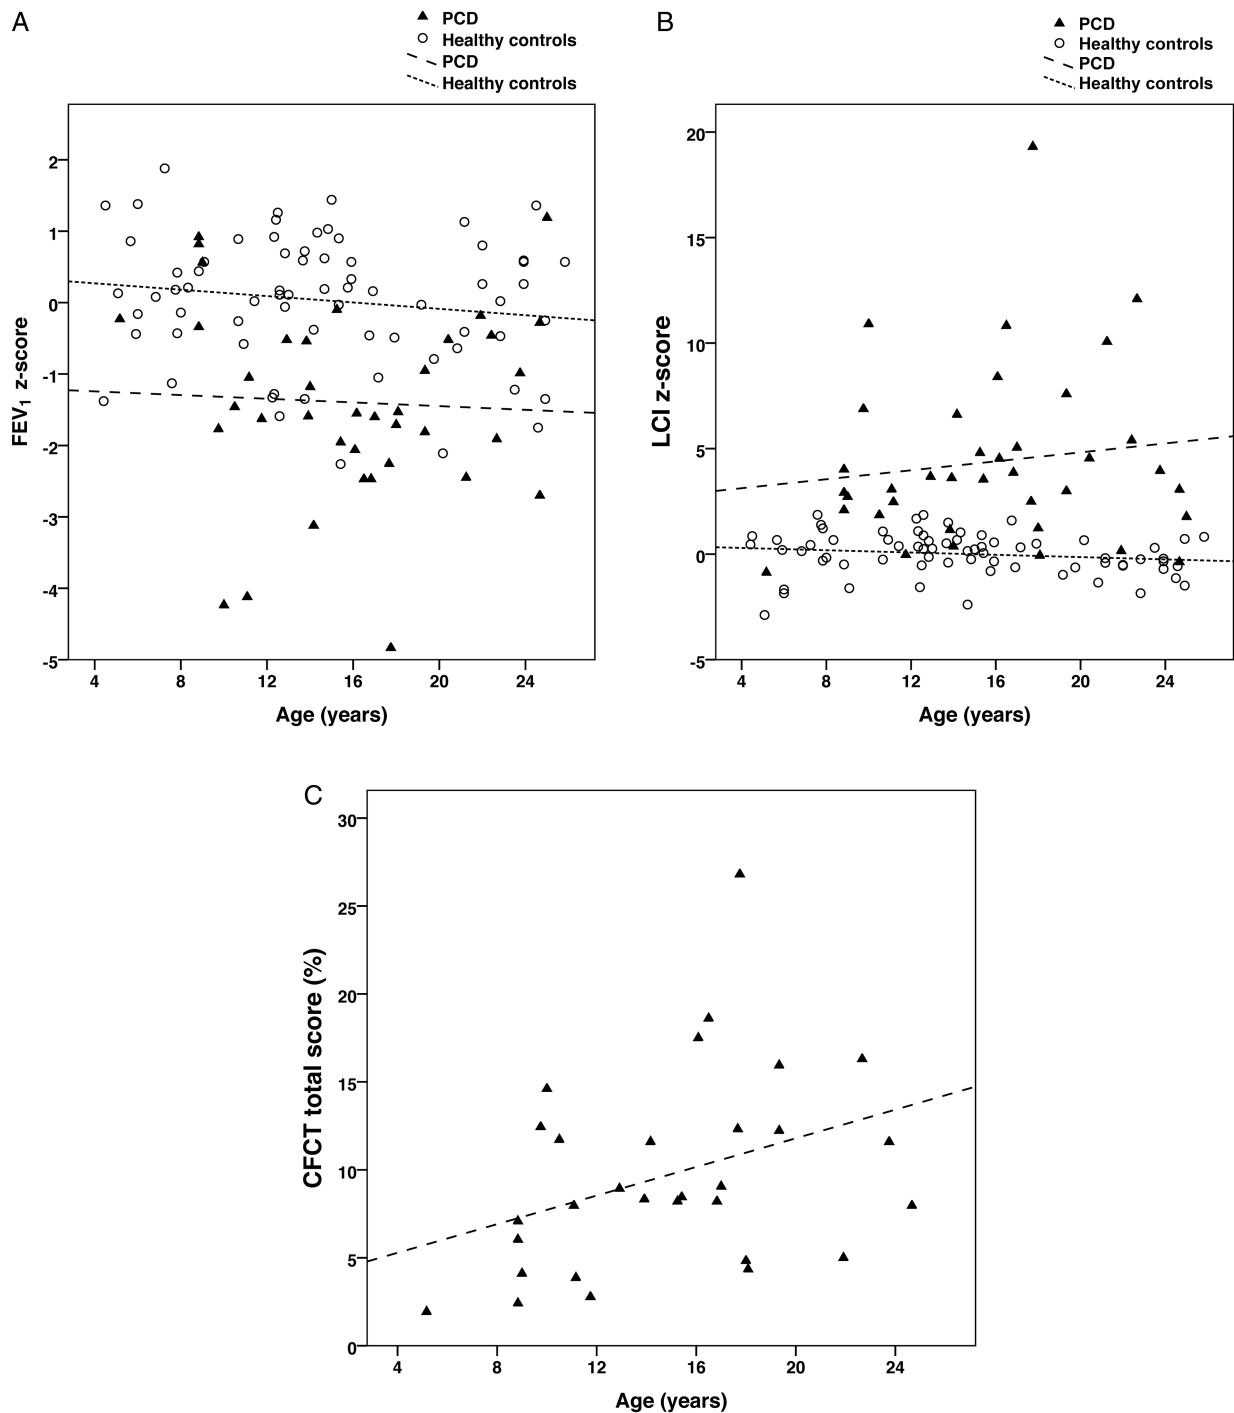 A
PCD
Healthy controls
PCD
Healthy controls
FEV1 z-score
2
1
0
-1
-2
-3
-4
-5
4 8 12 16 20 24
Age (years)
B
PCD
Healthy controls
PCD
Healthy controls
LCI z-score
20
15
10
5
0
-5
4 8 12 16 20 24
Age (years)
C
CFCT total score (%)
30
25
20
15
10
5
0
4 8 12 16 20 24
Age (years)